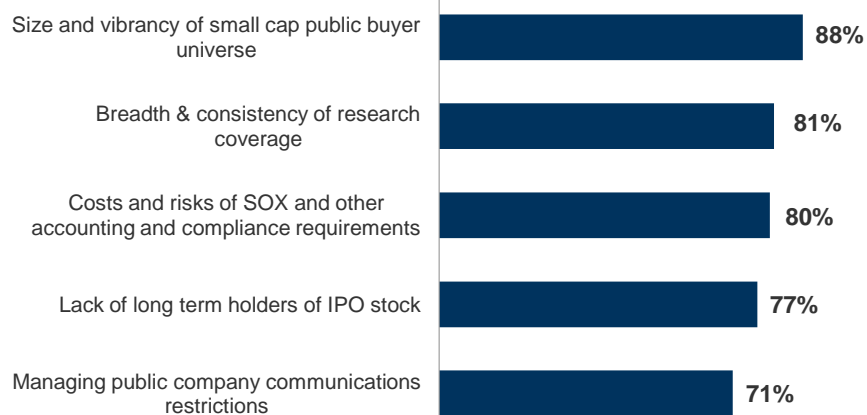 Size and vibrancy of small cap public buyer
universe
88%
Breadth & consistency of research
coverage
81%
Costs and risks of SOX and other
accounting and compliance requirements
80%
Lack of long term holders of IPO stock
77%
Managing public company communications
restrictions
71%